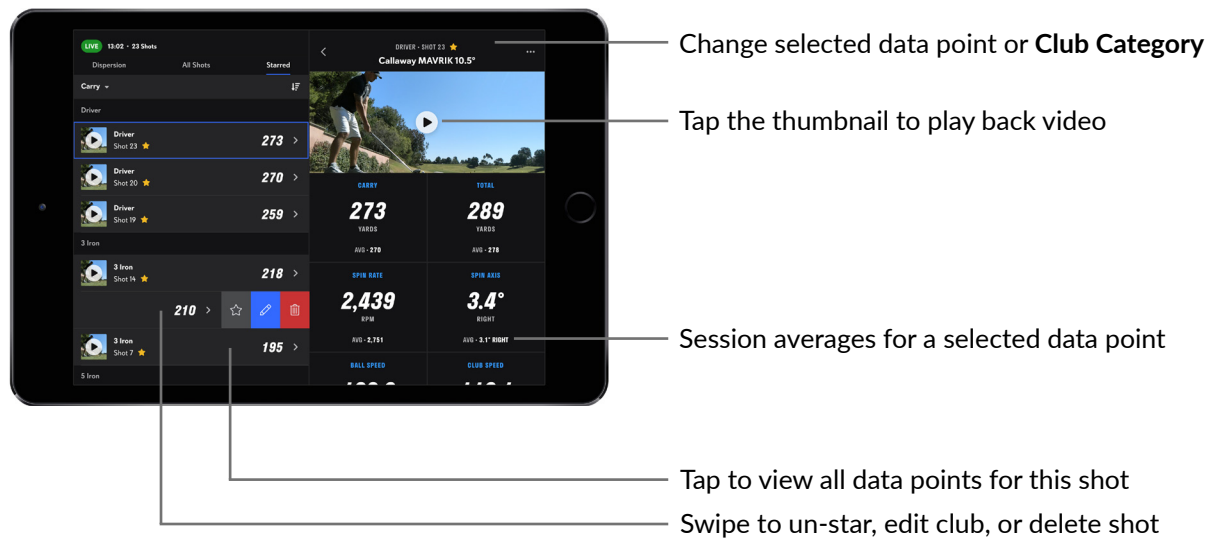 LIVE 13:02 · 23 Shots
Dispersion All Shots Starred
Carry
Driver
Driver
Shot 23
273
Driver
Shot 20
270
Driver
Shot 19
259
3 Iron
3 Iron
Shot 14
218
210
3 Iron
Shot 7
195
5 Iron
DRIVER · SHOT 23
Callaway MAVRIK 10.5°
CARRY TOTAL
273 289
YARDS YARDS
AVG · 270 AVG · 278
SPIN RATE SPIN AXIS
2,439 3.4°
RPM RIGHT
AVG · 2,751 AVG · 3.1° RIGHT
BALL SPEED CLUB SPEED
Change selected data point or Club Category
Tap the thumbnail to play back video
Session averages for a selected data point
Tap to view all data points for this shot
Swipe to un-star, edit club, or delete shot